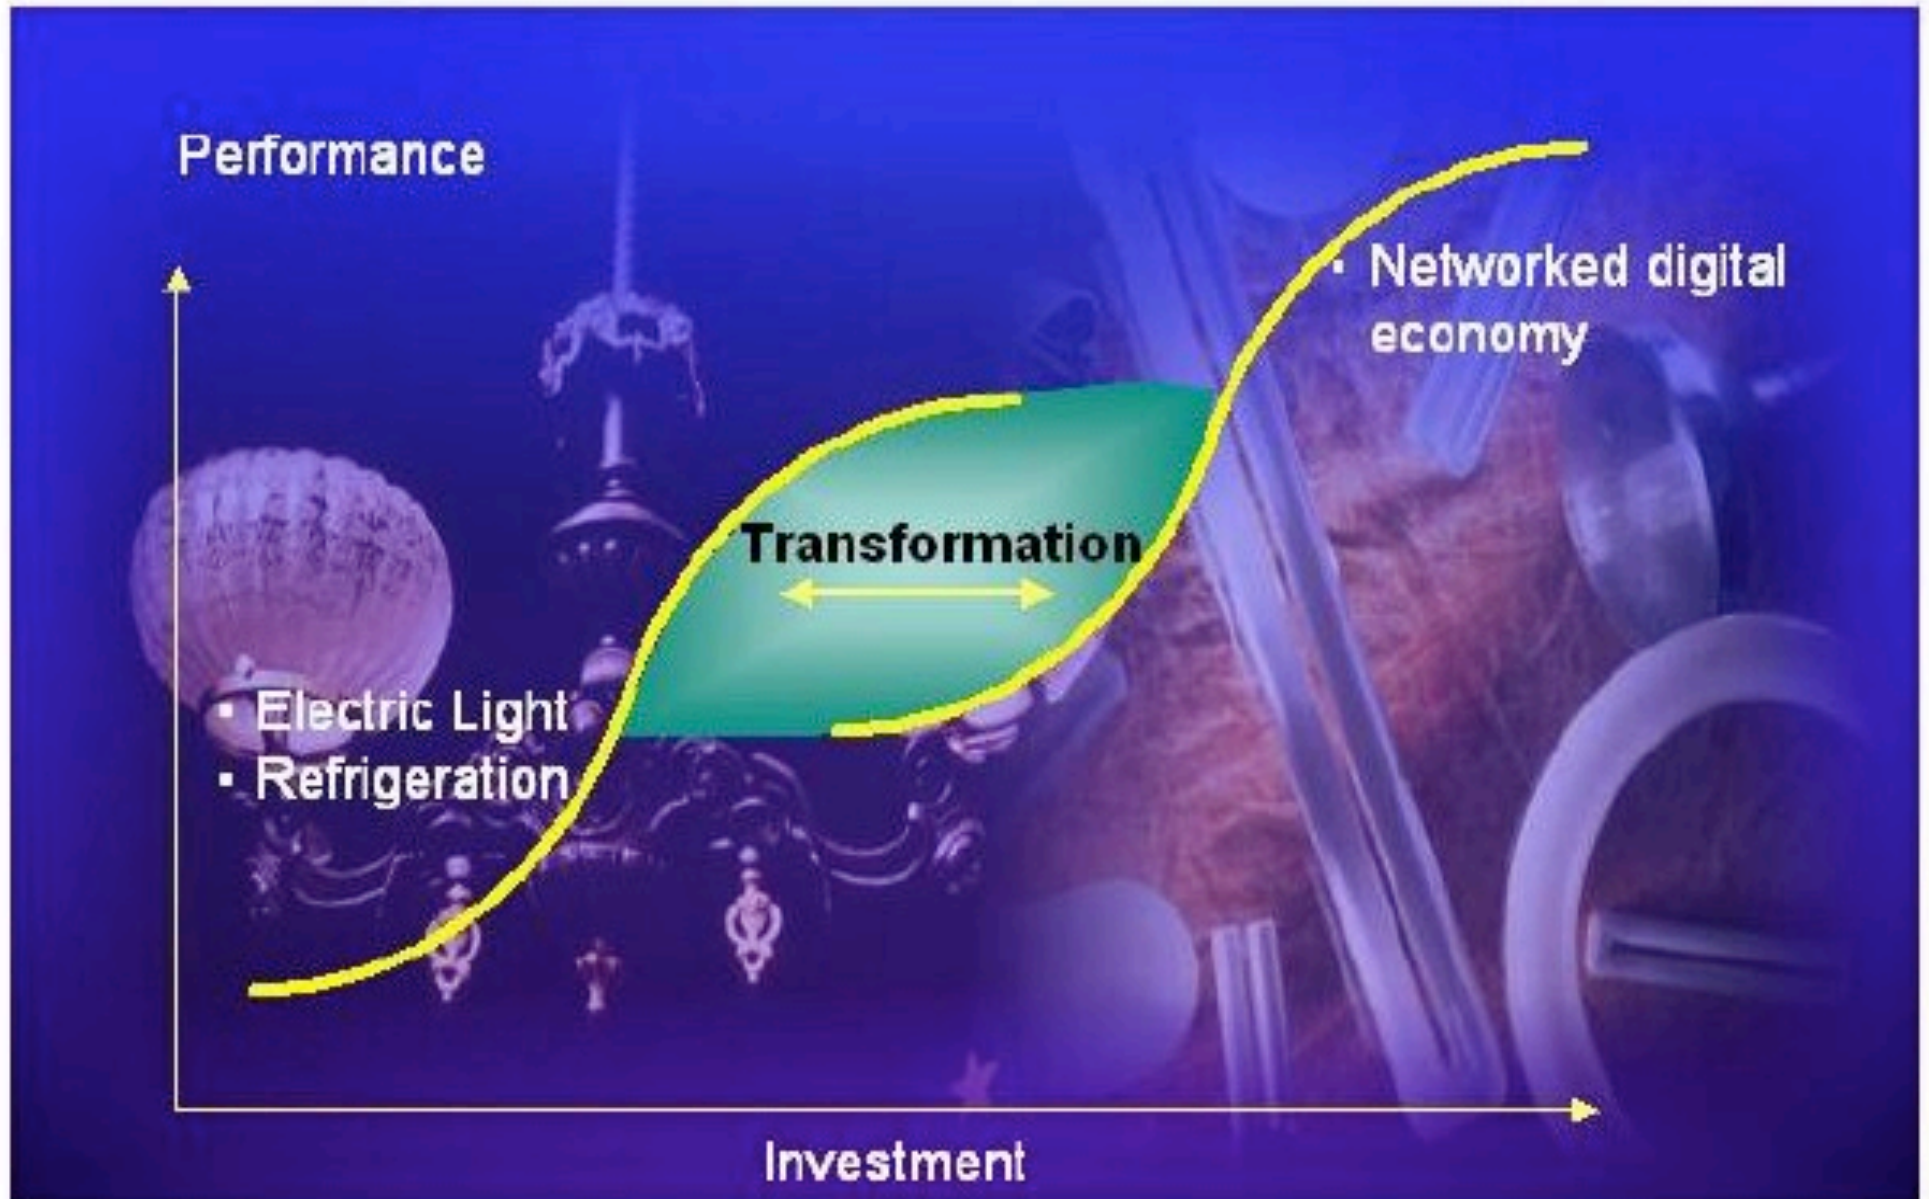 Performance
▪ Networked digital
economy
Transformation
▪ Electric Light
▪ Refrigeration
Investment